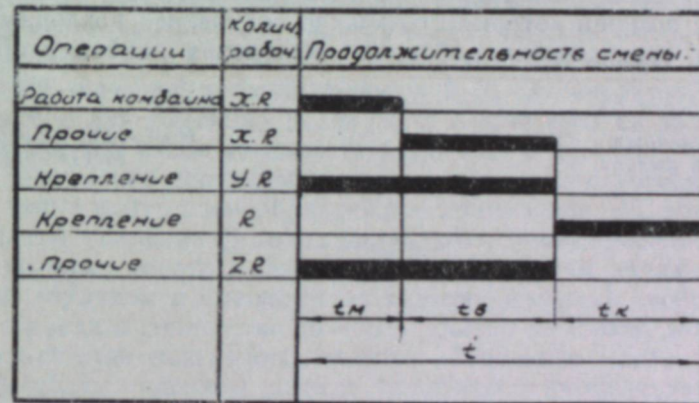 Операции Колич. рабоч. Продолжительность смены.
Работа комбайна X.R
Прочие X.R
Крепление У.R
Крепление R
Прочие Z.R
tм tв tк
t